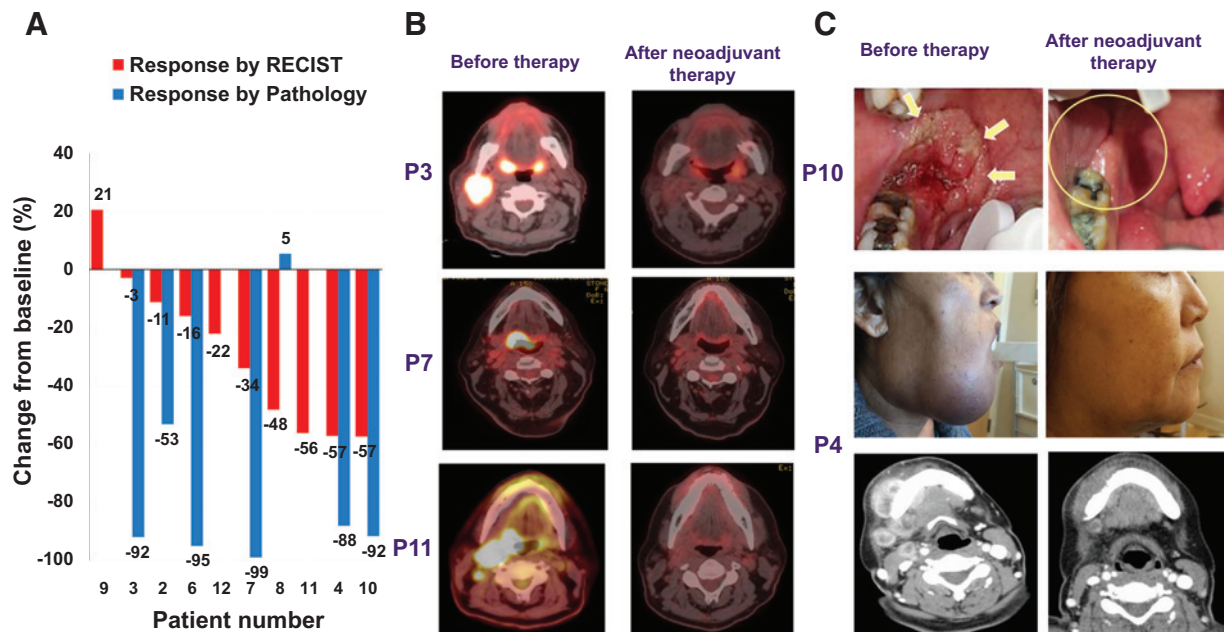 A
Response by RECIST
Response by Pathology
Change from baseline (%)
40
20
0
-20
-40
-60
-80
-100
21
-3
-92
-11
-53
-16
-95
-22
-34
-99
-48
5
-56
-57
-88
-57
-92
9 3 2 6 12 7 8 11 4 10
Patient number
B
Before therapy
After neoadjuvant
therapy
P3
P7
A 150
P11
C
Before therapy
After neoadjuvant
therapy
P10
P4